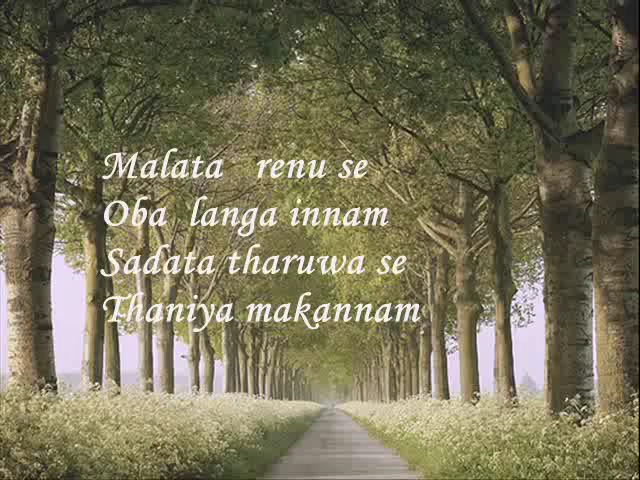 Malata renu se
Oba langa innam
Sadata tharuwa se
Thaniya makannam